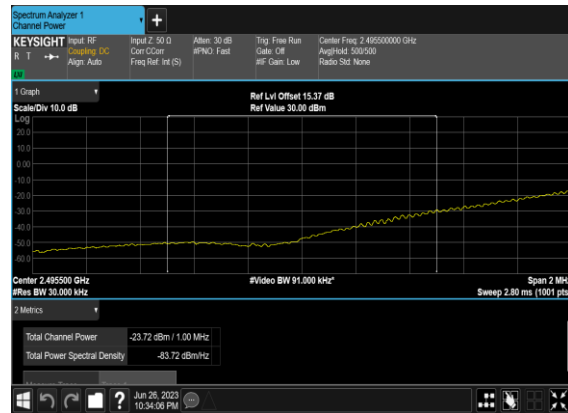 Spectrum Analyzer 1
Channel Power
KEYSIGHT
R T
LVI
Input: RF
Coupling: DC
Align: Auto
Input Z: 50 Ω
Corr CCorr
Freq Ref: Int (S)
Atten: 30 dB
#PNO: Fast
Trig: Free Run
Gate: Off
#IF Gain: Low
Center Freq: 2.495500000 GHz
Avg|Hold: 500/500
Radio Std: None
1 Graph
Scale/Div 10.0 dB
Ref Lvl Offset 15.37 dB
Ref Value 30.00 dBm
Log
20.0
10.0
0.00
-10.0
-20.0
-30.0
-40.0
-50.0
-60.0
Center 2.495500 GHz
#Video BW 91.000 kHz*
Span 2 MHz
#Res BW 30.000 kHz
Sweep 2.80 ms (1001 pts
2 Metrics
Total Channel Power -23.72 dBm / 1.00 MHz
Total Power Spectral Density -83.72 dBm/Hz
?
Jun 26, 2023
10:34:06 PM